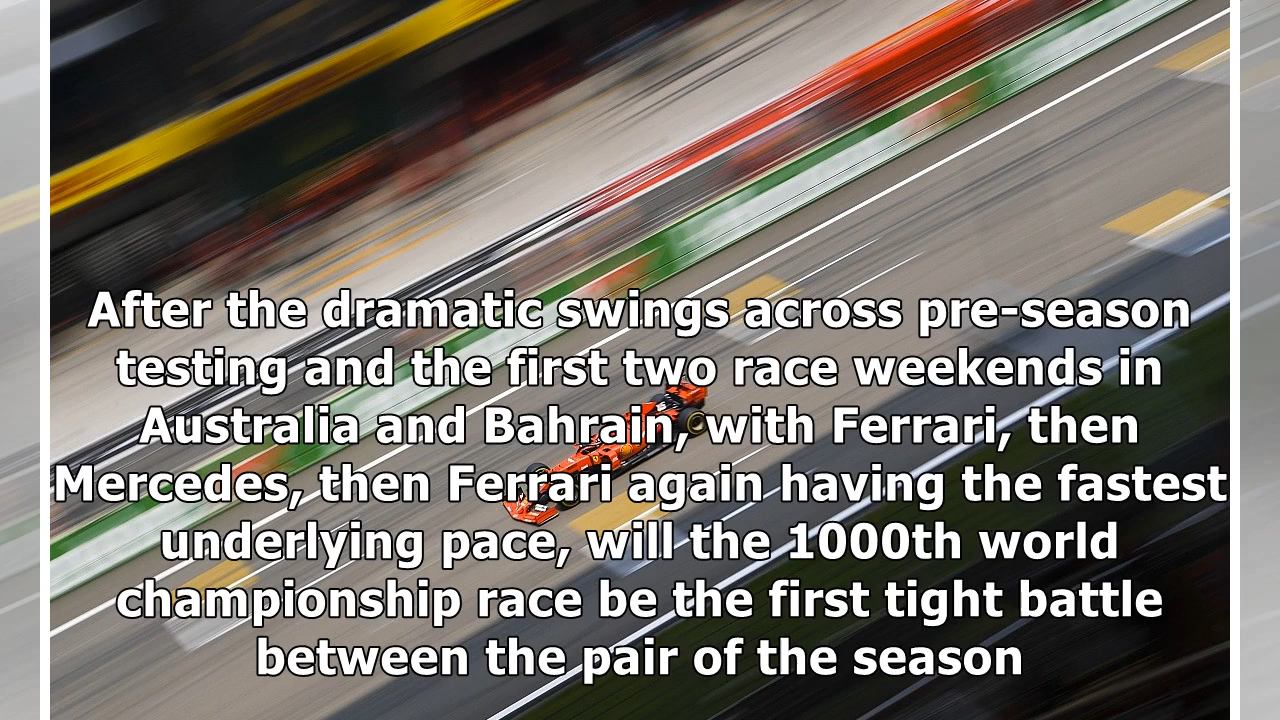 After the dramatic swings across pre-season
testing and the first two race weekends in
Australia and Bahrain, with Ferrari, then
Mercedes, then Ferrari again having the fastest
underlying pace, will the 1000th world
championship race be the first tight battle
between the pair of the season